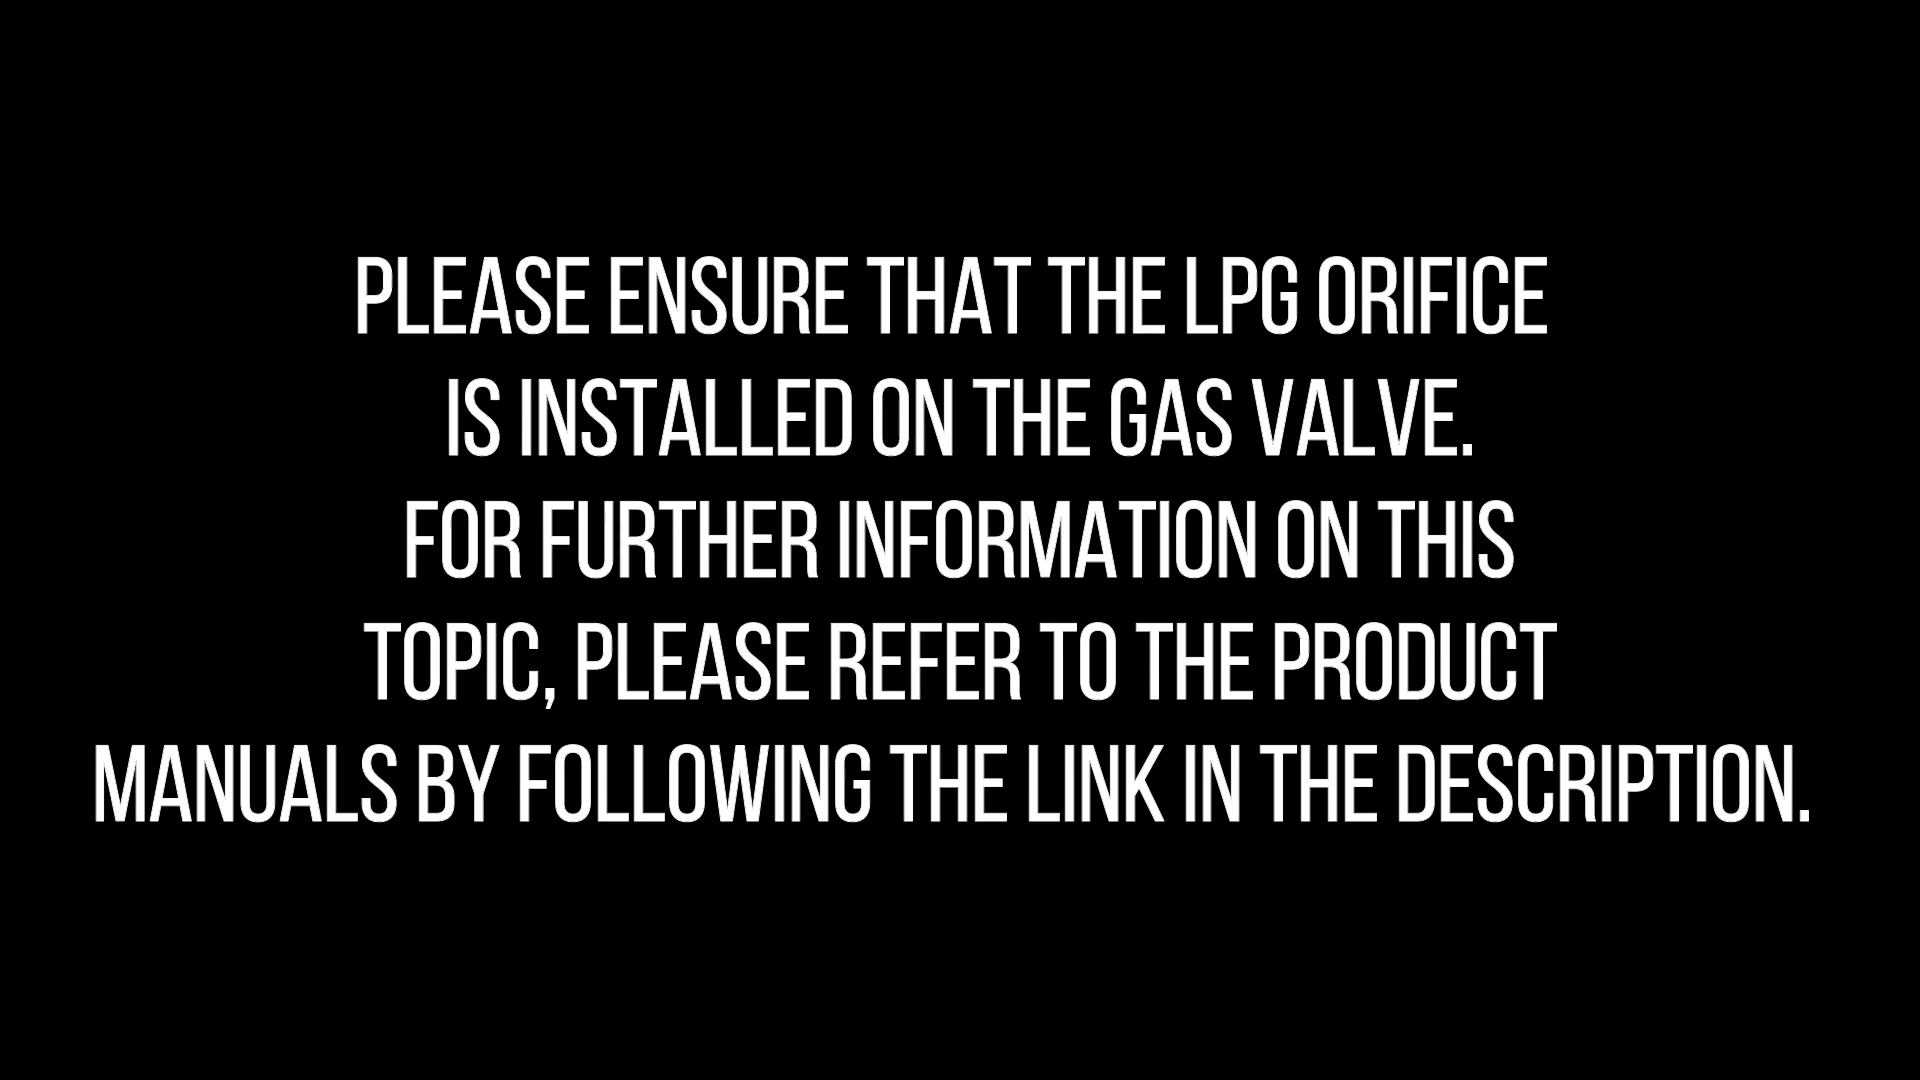 PLEASE ENSURE THAT THE LPG ORIFICE
IS INSTALLED ON THE GAS VALVE.
FOR FURTHER INFORMATION ON THIS
TOPIC, PLEASE REFER TO THE PRODUCT
MANUALS BY FOLLOWING THE LINK IN THE DESCRIPTION.